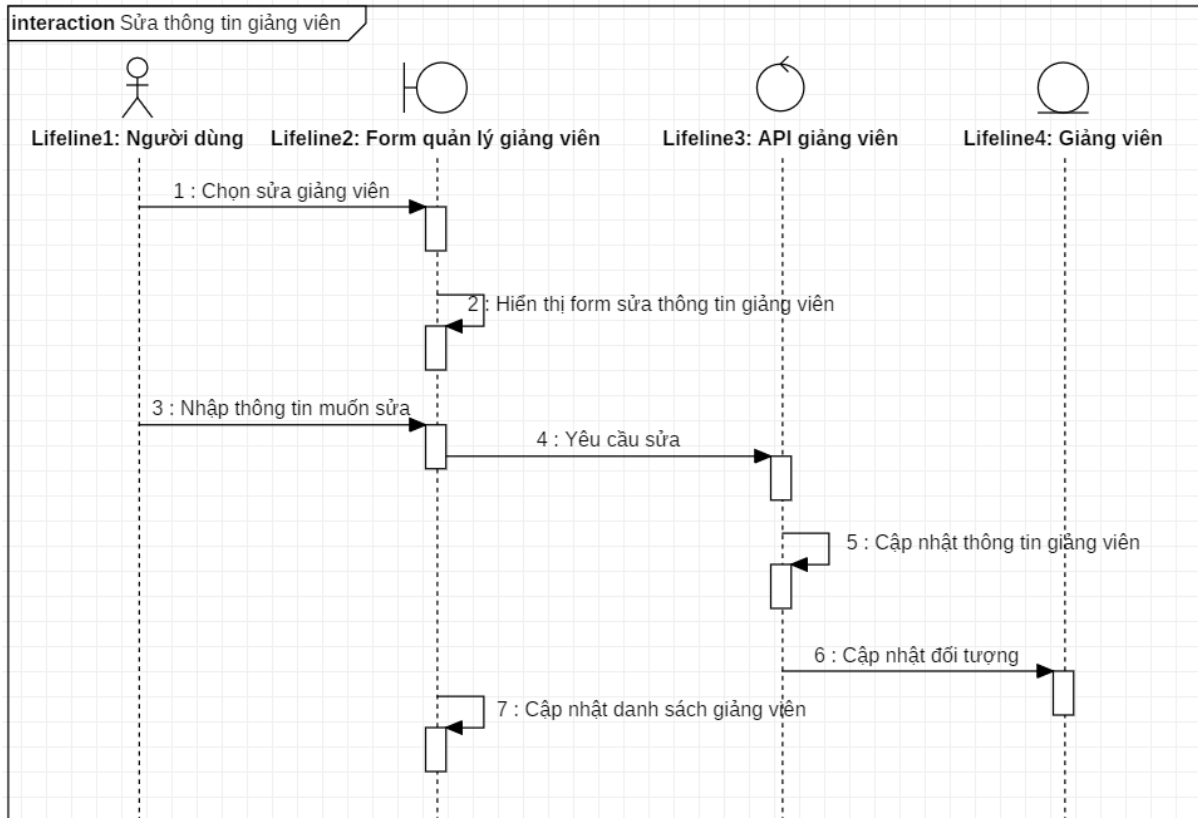 interaction Sửa thông tin giảng viên
Lifeline1: Người dùng
Lifeline2: Form quản lý giảng viên
Lifeline3: API giảng viên
Lifeline4: Giảng viên
1 : Chọn sửa giảng viên
2 : Hiển thị form sửa thông tin giảng viên
3 : Nhập thông tin muốn sửa
4 : Yêu cầu sửa
5 : Cập nhật thông tin giảng viên
6 : Cập nhật đối tượng
7 : Cập nhật danh sách giảng viên